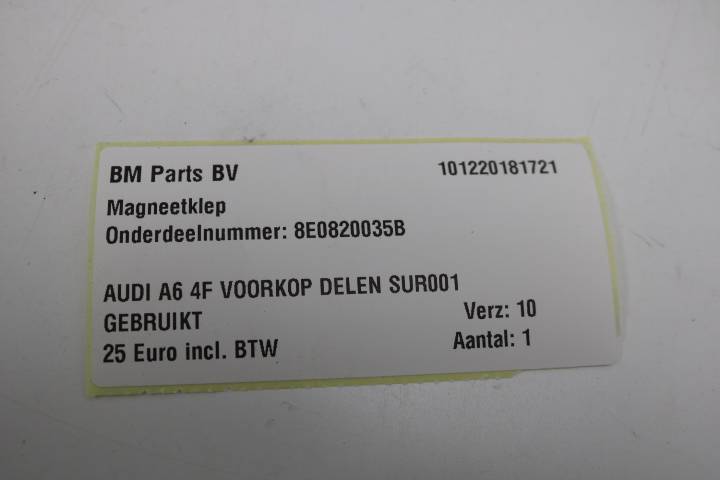 BM Parts BV 101220181721
Magneetklep
Onderdeelnummer: 8E0820035B
AUDI A6 4F VOORKOP DELEN SUR001
GEBRUIKT Verz: 10
25 Euro incl. BTW Aantal: 1